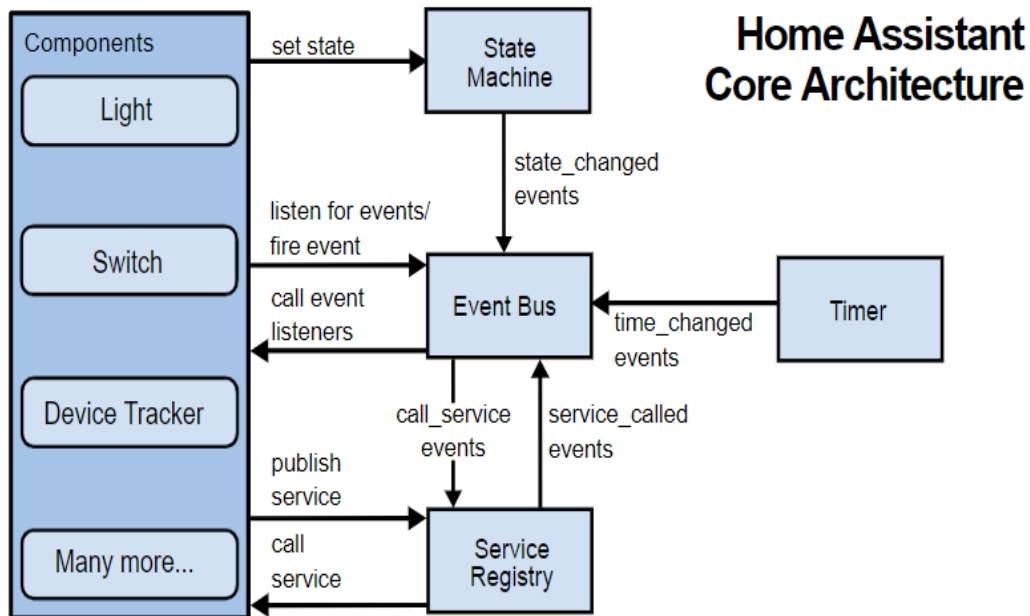 Home Assistant
Core Architecture
Components
Light
Switch
Device Tracker
Many more...
set state
State
Machine
state_changed
events
listen for events/
fire event
call event
listeners
Event Bus
time_changed
events
Timer
call_service
events
service_called
events
publish
service
call
service
Service
Registry